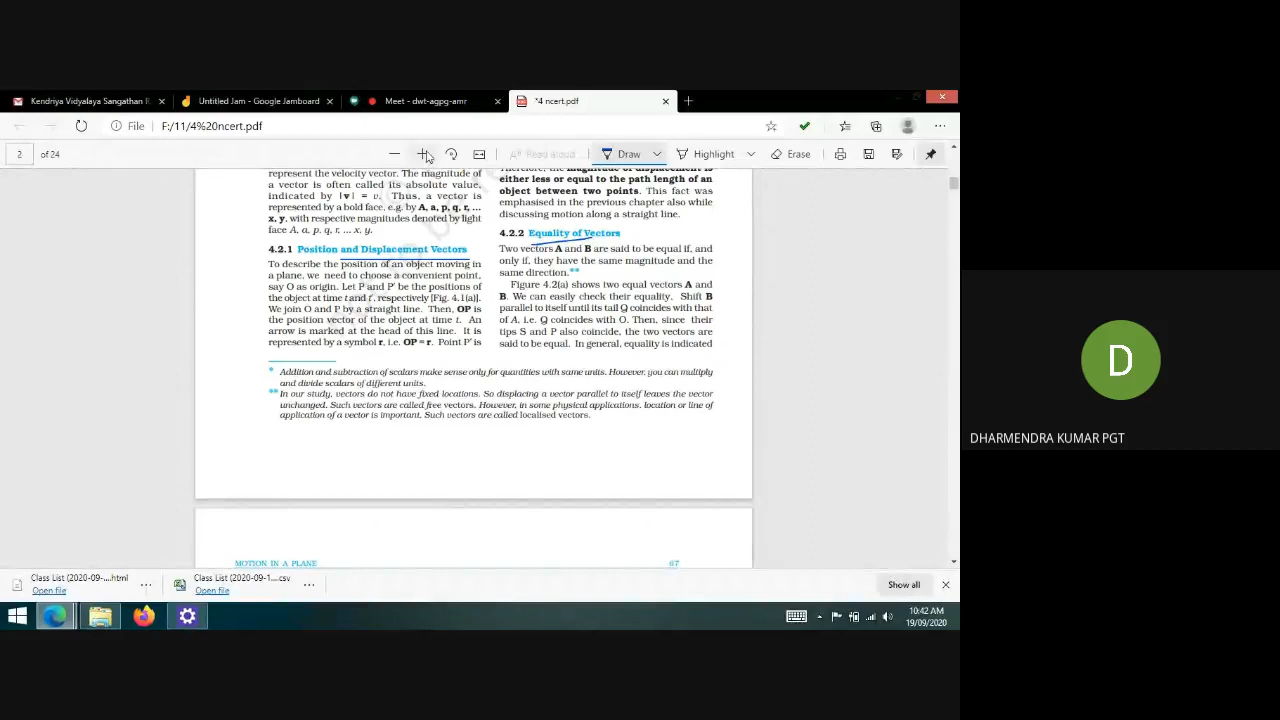 Kendriya Vidyalaya Sangathan R
Untitled Jam - Google Jamboard
Meet - dwt-agpg-amr
*4 ncert.pdf
File
F:/11/4%20ncert.pdf
2 of 24
Read aloud
Draw
Highlight
Erase
represent the velocity vector. The magnitude of
a vector is often called its absolute value,
indicated by |v| = v. Thus, a vector is
represented by a bold face, e.g. by A, a, p, q, r, ...
x, y, with respective magnitudes denoted by light
face A, a, p, q, r, ... x, y.
4.2.1 Position and Displacement Vectors
To describe the position of an object moving in
a plane, we need to choose a convenient point,
say O as origin. Let P and P′ be the positions of
the object at time t and t′, respectively [Fig. 4.1(a)].
We join O and P by a straight line. Then, OP is
the position vector of the object at time t. An
arrow is marked at the head of this line. It is
represented by a symbol r, i.e. OP = r. Point P′ is
Therefore, the magnitude of displacement is
either less or equal to the path length of an
object between two points. This fact was
emphasised in the previous chapter also while
discussing motion along a straight line.
4.2.2 Equality of Vectors
Two vectors A and B are said to be equal if, and
only if, they have the same magnitude and the
same direction.**
Figure 4.2(a) shows two equal vectors A and
B. We can easily check their equality. Shift B
parallel to itself until its tail Q coincides with that
of A, i.e. Q coincides with O. Then, since their
tips S and P also coincide, the two vectors are
said to be equal. In general, equality is indicated
* Addition and subtraction of scalars make sense only for quantities with same units. However, you can multiply
and divide scalars of different units.
** In our study, vectors do not have fixed locations. So displacing a vector parallel to itself leaves the vector
unchanged. Such vectors are called free vectors. However, in some physical applications, location or line of
application of a vector is important. Such vectors are called localised vectors.
MOTION IN A PLANE 67
D
DHARMENDRA KUMAR PGT
Class List (2020-09-....html
Open file
Class List (2020-09-1....csv
Open file
Show all
10:42 AM
19/09/2020